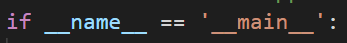 if __name__ == '__main__':